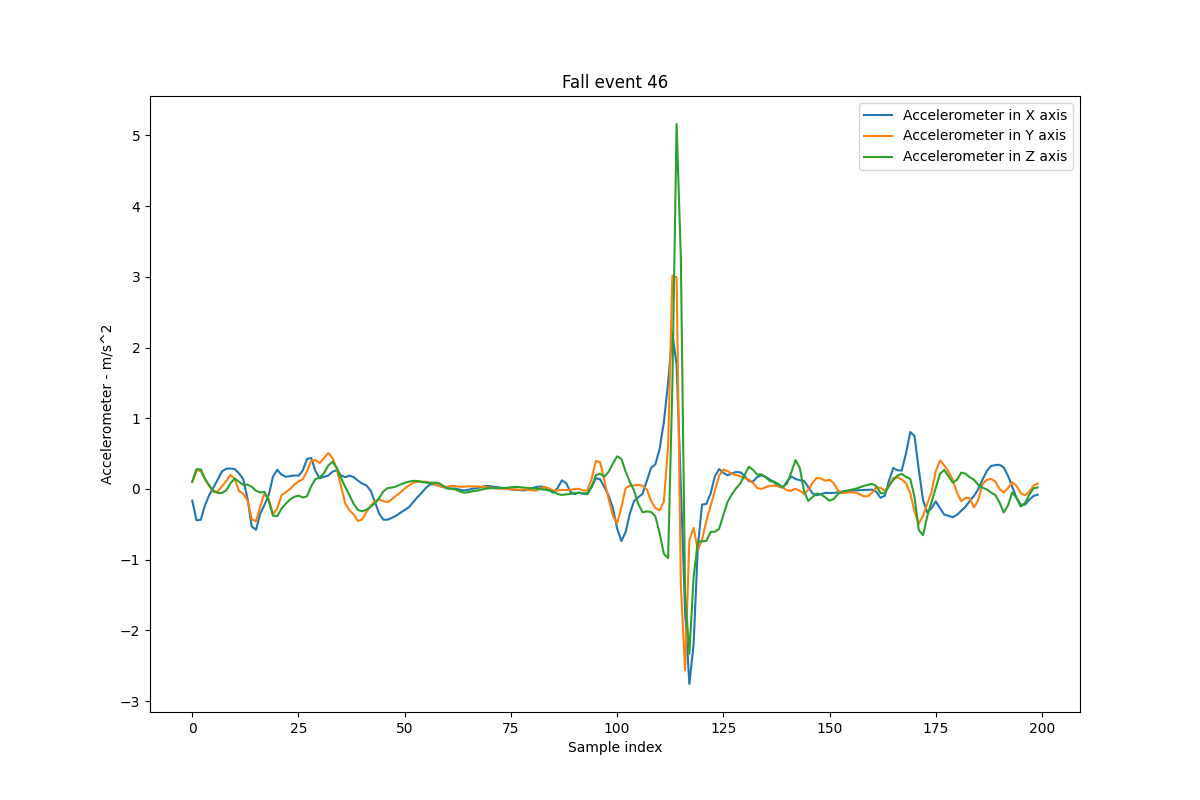 Fall event 46
Accelerometer in X axis
Accelerometer in Y axis
Accelerometer in Z axis
Accelerometer - m/s^2
5
4
3
2
1
0
−1
−2
−3
0 25 50 75 100 125 150 175 200
Sample index